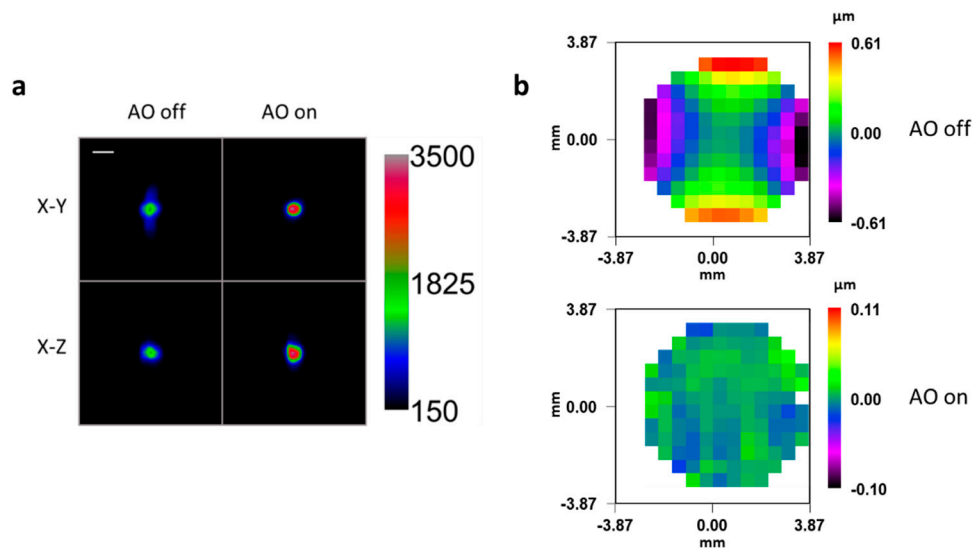 a
AO off
AO on
X-Y
X-Z
3500
1825
150
b
µm
3.87
0.61
mm
0.00
0.00
AO off
-3.87
-0.61
-3.87
0.00
3.87
mm
µm
3.87
0.11
mm
0.00
0.00
AO on
-3.87
-0.10
-3.87
0.00
3.87
mm